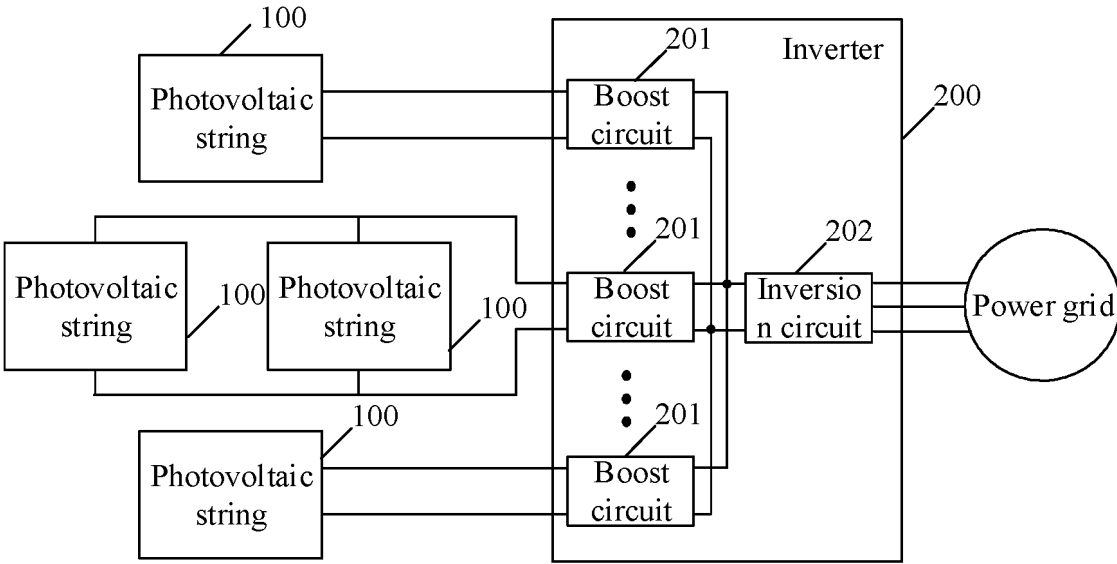 100
Photovoltaic
string
201
Boost
circuit
Inverter
200
Photovoltaic
string
100
Photovoltaic
string
100
201
Boost
circuit
202
Inversio
n circuit
Power grid
100
Photovoltaic
string
201
Boost
circuit